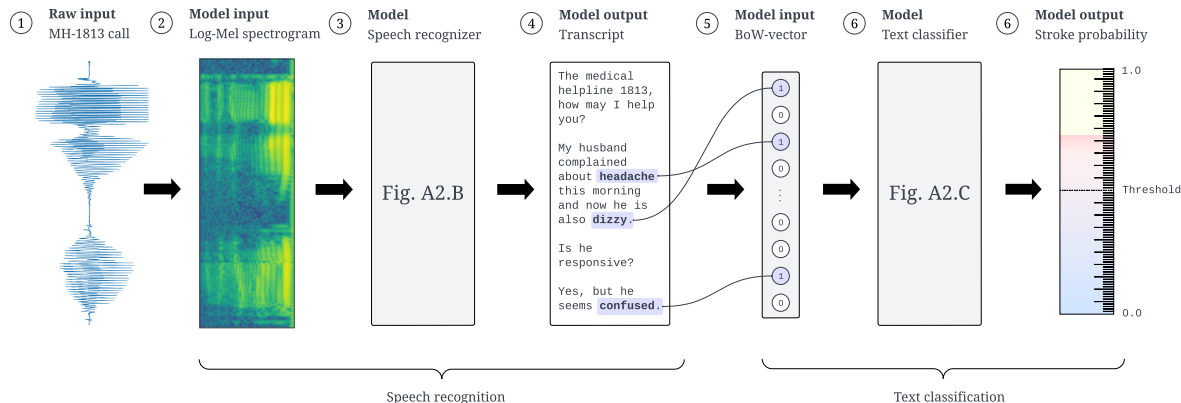 1 Raw input
MH-1813 call
2 Model input
Log-Mel spectrogram
3 Model
Speech recognizer
4 Model output
Transcript
5 Model input
BoW-vector
6 Model
Text classifier
6 Model output
Stroke probability
Fig. A2.B
The medical
helpline 1813,
how may I help
you?
My husband
complained
about headache
this morning
and now he is
also dizzy.
Is he
responsive?
Yes, but he
seems confused.
1
0
1
0
⋮
0
0
1
0
Fig. A2.C
1.0
Threshold
0.0
Speech recognition
Text classification